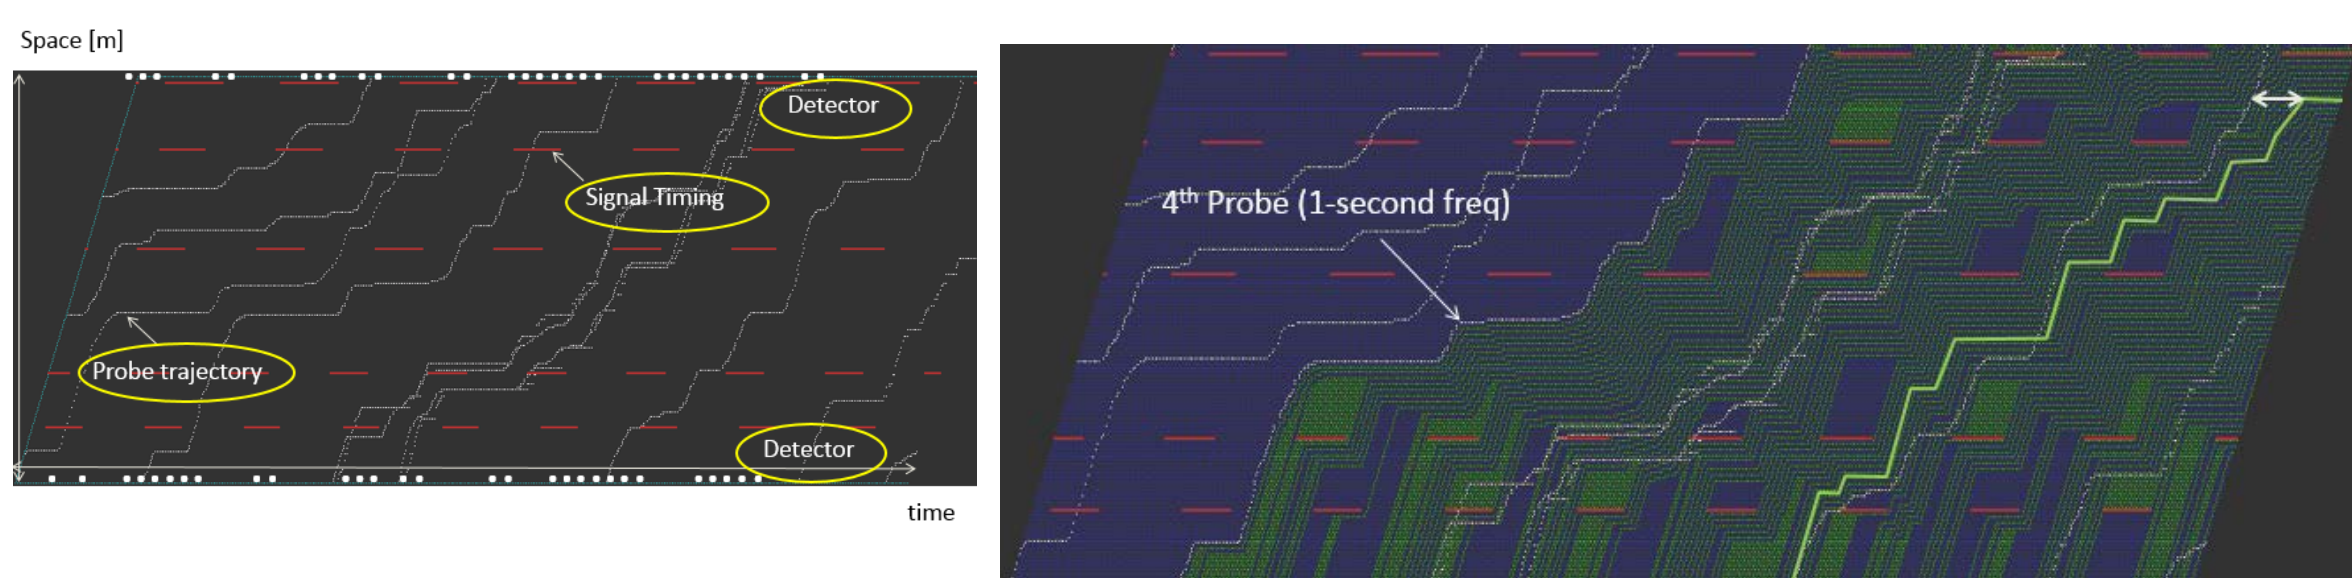 Space [m]
Detector
Signal Timing
Probe trajectory
Detector
time
4th Probe (1-second freq)